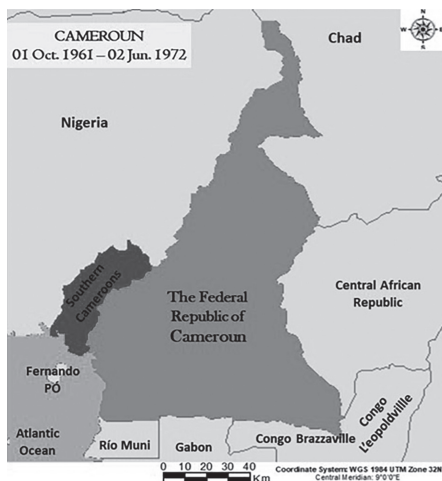 CAMEROUN
01 Oct. 1961 – 02 Jun. 1972
N
W
E
S
Chad
Nigeria
Southern
Cameroons
Central African
Republic
The Federal
Republic of
Cameroun
Fernando
PÓ
Congo
Leopoldvillle
Atlantic
Ocean
Río Muni
Gabon
Congo Brazzaville
0 10 20 30 40
Km
Coordinate System: WGS 1984 UTM Zone 32N
Central Meridian: 9°0'0"E